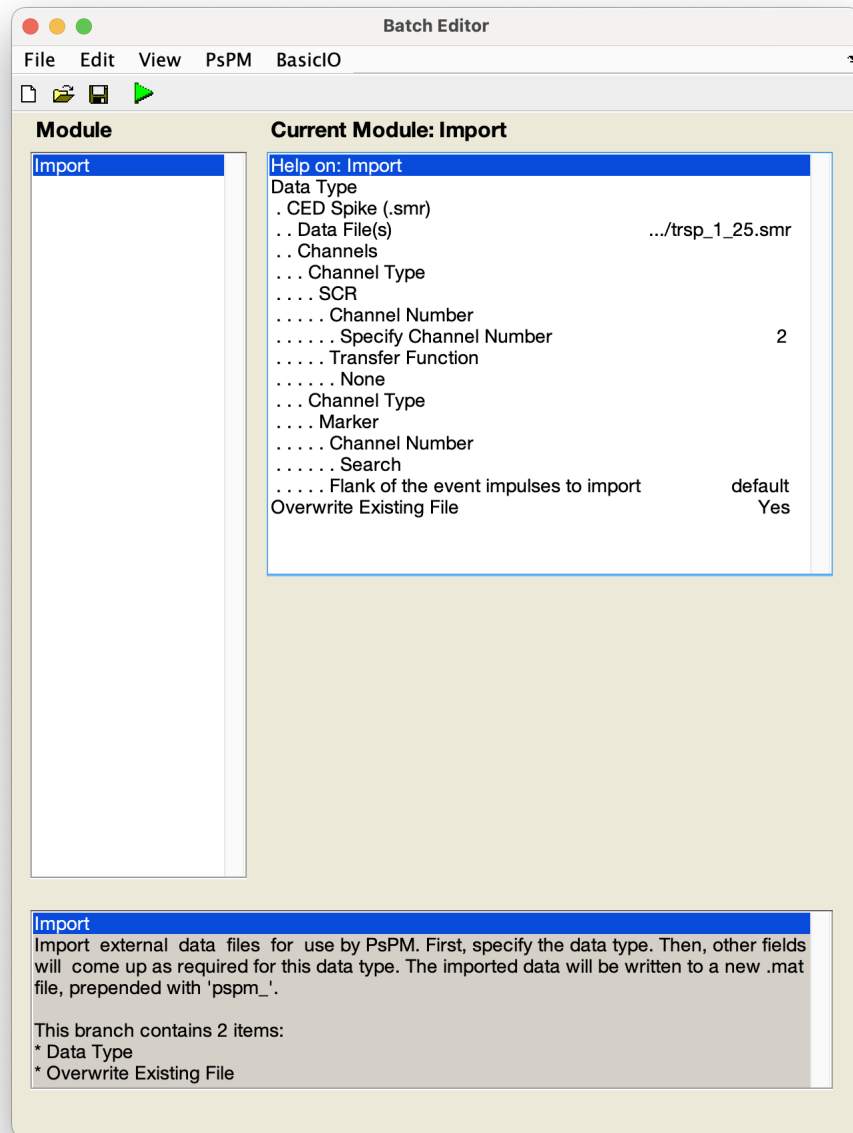 Batch Editor
File Edit View PsPM BasicIO
Module
Current Module: Import
Import
Help on: Import
Data Type
. CED Spike (.smr)
. . Data File(s) .../trsp_1_25.smr
. . Channels
. . . Channel Type
. . . . SCR
. . . . . Channel Number
. . . . . . Specify Channel Number 2
. . . . . Transfer Function
. . . . . . None
. . . Channel Type
. . . . Marker
. . . . . Channel Number
. . . . . . Search
. . . . . Flank of the event impulses to import default
Overwrite Existing File Yes
Import
Import external data files for use by PsPM. First, specify the data type. Then, other fields
will come up as required for this data type. The imported data will be written to a new .mat
file, prepended with 'pspm_'.
This branch contains 2 items:
* Data Type
* Overwrite Existing File